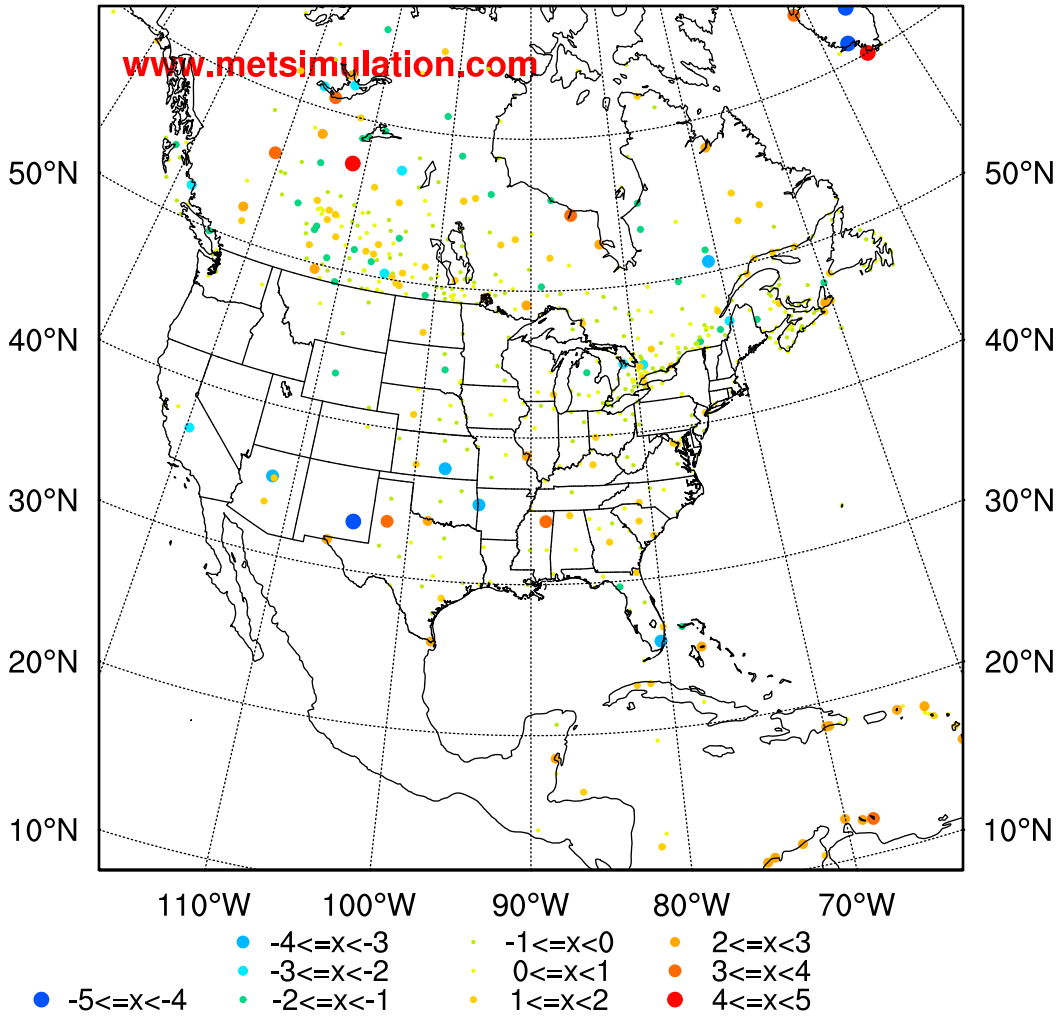 www.metsimulation.com
50°N 50°N
40°N 40°N
30°N 30°N
20°N 20°N
10°N 10°N
110°W 100°W 90°W 80°W 70°W
-4<=x<-3 -1<=x<0 2<=x<3
-3<=x<-2 0<=x<1 3<=x<4
-5<=x<-4 -2<=x<-1 1<=x<2 4<=x<5